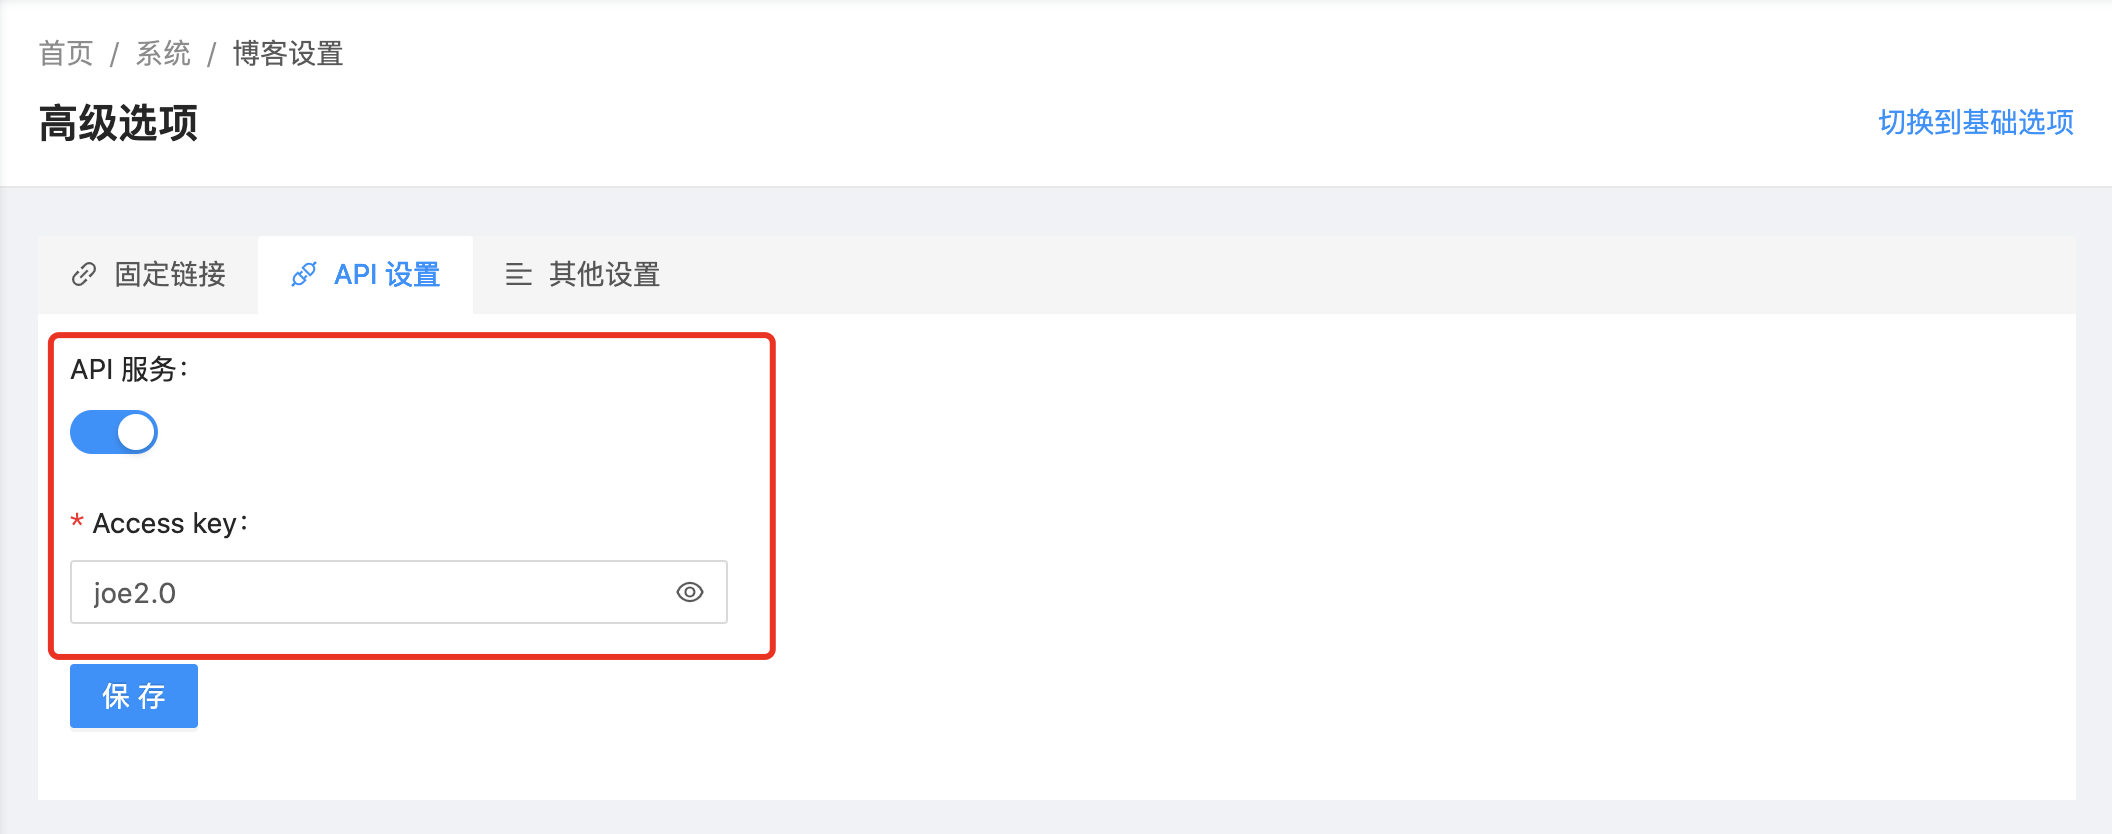 首页 / 系统 / 博客设置
高级选项
切换到基础选项
固定链接 API 设置 其他设置
API 服务：
* Access key：
joe2.0
保 存